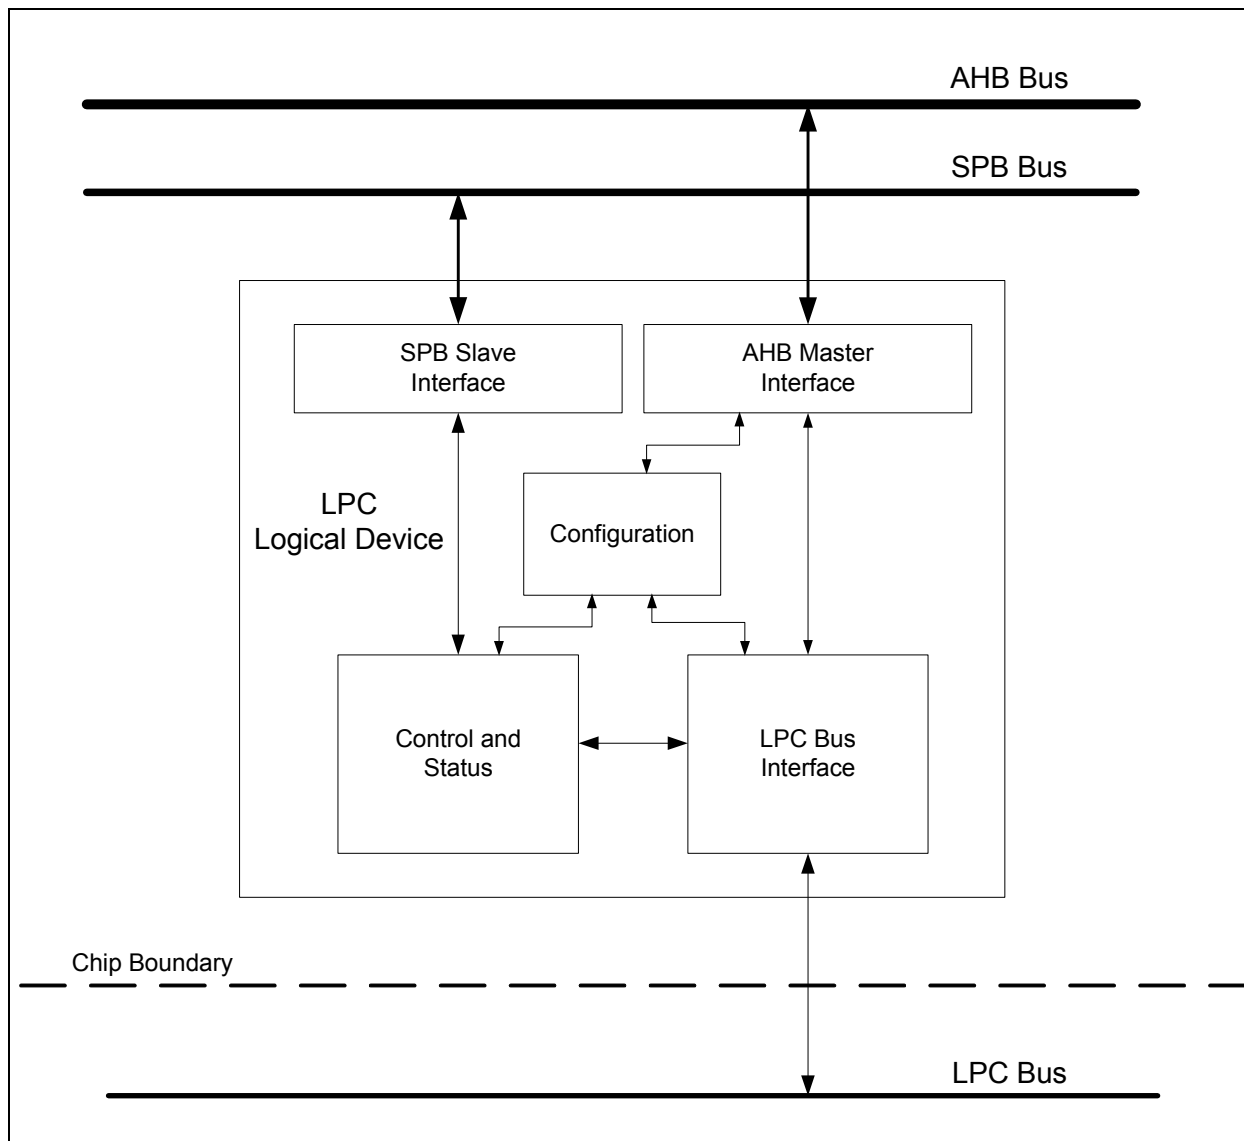 AHB Bus
SPB Bus
SPB Slave
Interface
AHB Master
Interface
Configuration
LPC
Logical Device
Control and
Status
LPC Bus
Interface
Chip Boundary
LPC Bus